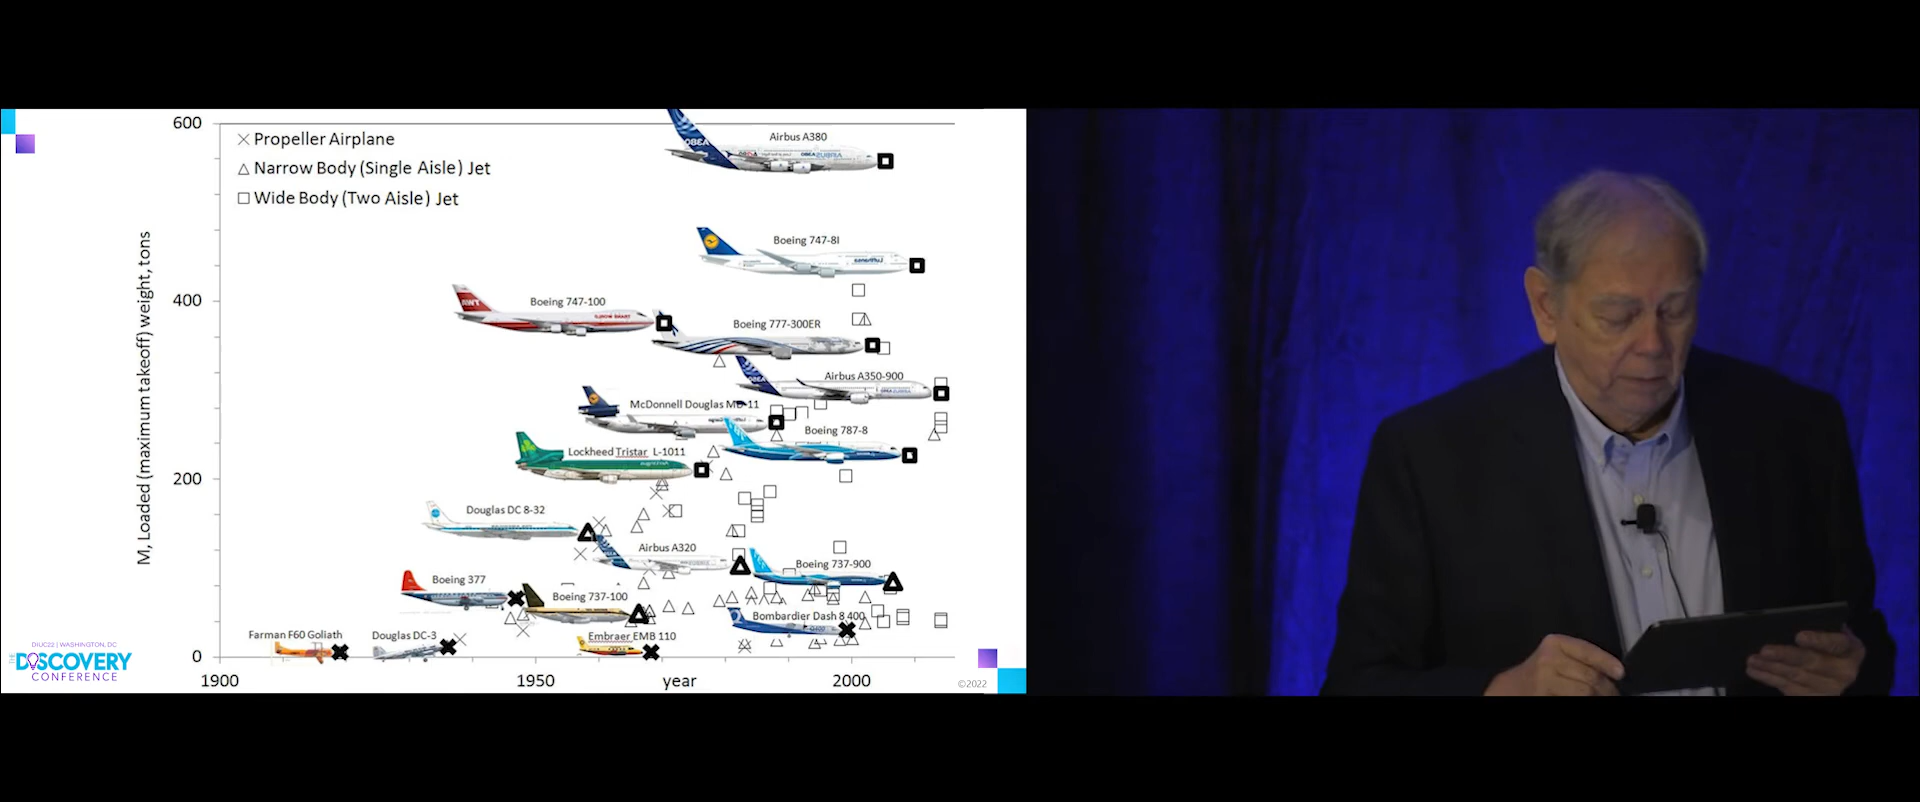 600
× Propeller Airplane
△ Narrow Body (Single Aisle) Jet
□ Wide Body (Two Aisle) Jet
Airbus A380
Boeing 747-8I
400
Boeing 747-100
Boeing 777-300ER
Airbus A350-900
McDonnell Douglas MD-11
Boeing 787-8
Lockheed Tristar L-1011
200
Douglas DC 8-32
Airbus A320
Boeing 737-900
Boeing 377
Boeing 737-100
Bombardier Dash 8 400
Farman F60 Goliath
Douglas DC-3
Embraer EMB 110
0
1900
1950
year
2000
M, Loaded (maximum takeoff) weight, tons
DHUC22 | WASHINGTON, DC
THE DISCOVERY
CONFERENCE
©2022